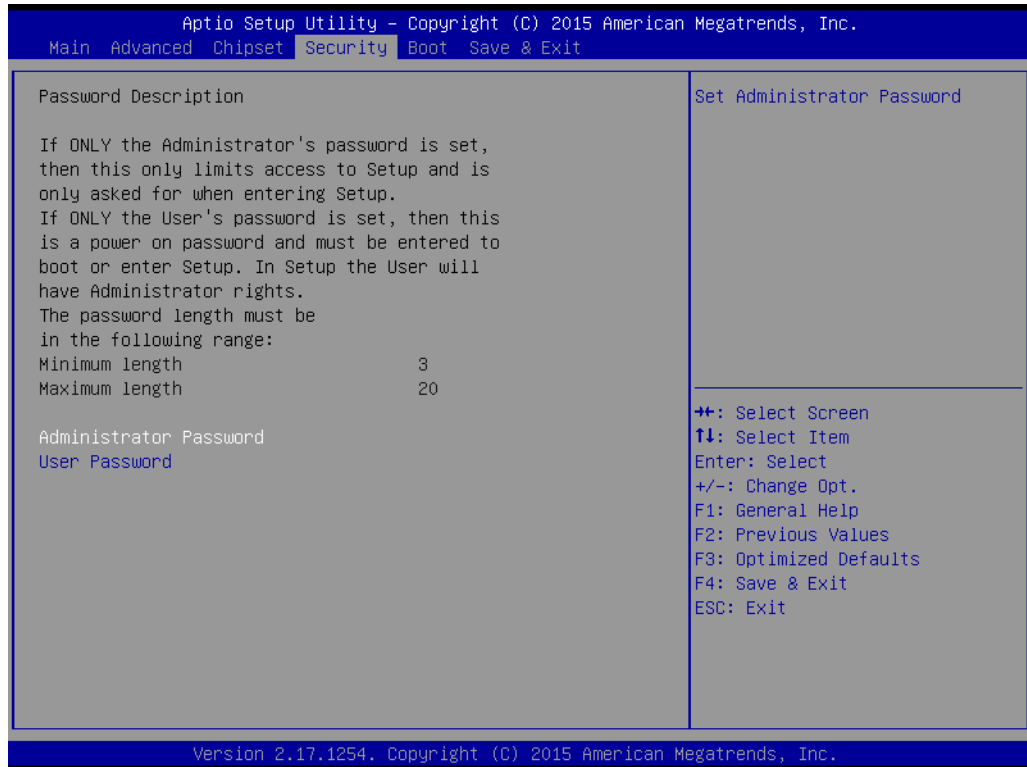 Aptio Setup Utility – Copyright (C) 2015 American Megatrends, Inc.
Main Advanced Chipset Security Boot Save & Exit
Password Description
If ONLY the Administrator's password is set,
then this only limits access to Setup and is
only asked for when entering Setup.
If ONLY the User's password is set, then this
is a power on password and must be entered to
boot or enter Setup. In Setup the User will
have Administrator rights.
The password length must be
in the following range:
Minimum length 3
Maximum length 20
Administrator Password
User Password
Set Administrator Password
→←: Select Screen
↑↓: Select Item
Enter: Select
+/-: Change Opt.
F1: General Help
F2: Previous Values
F3: Optimized Defaults
F4: Save & Exit
ESC: Exit
Version 2.17.1254. Copyright (C) 2015 American Megatrends, Inc.